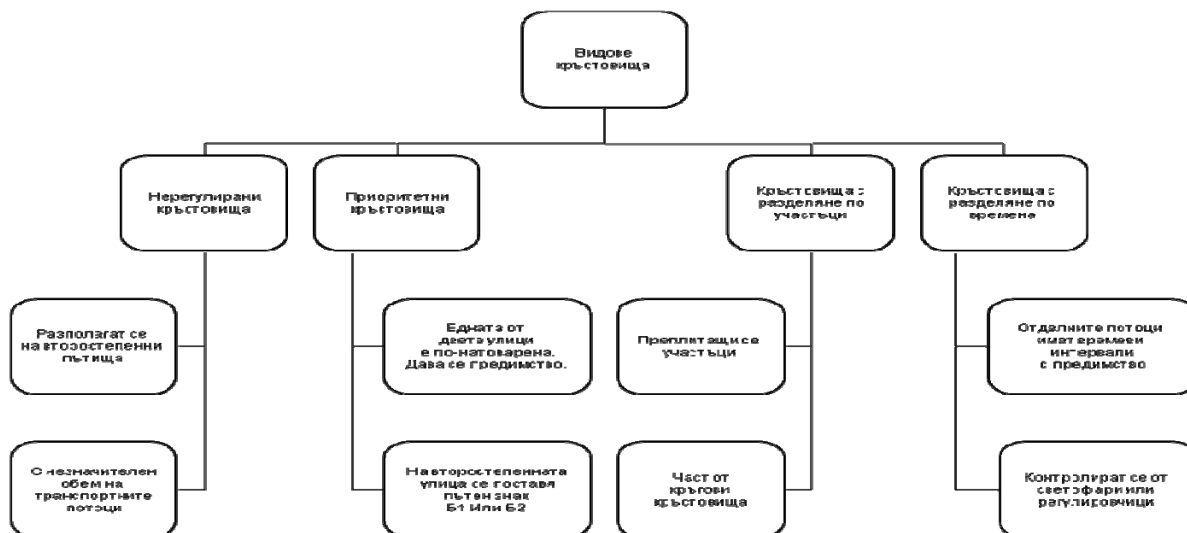 Видове
кръстовища
Нерегулирани
кръстовища
Приоритетни
кръстовища
Кръстовища с
разделяне по
участъци
Кръстовища с
разделяне по
времена
Разполагат се
на второстепенни
пътища
Едната от
двете улици
е по-натоварена.
Дава се предимство.
Преплитащи се
участъци
Отделните потоци
имат времеви
интервали
с предимство
С незначителен
обем на
транспортните
потоци
На второстепенната
улица се поставя
пътен знак
Б1 или Б2
Част от
кръгови
кръстовища
Контролират се от
светофари или
регулировчици